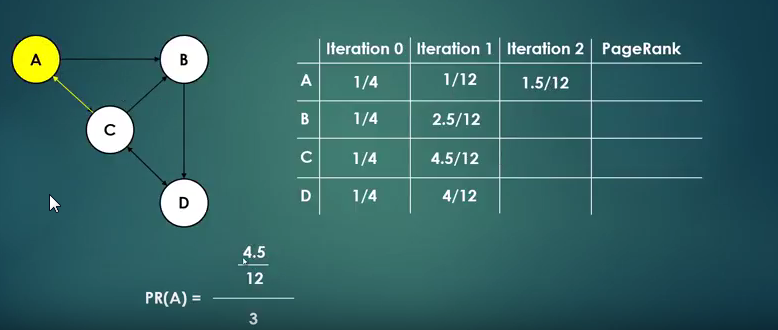 A
B
C
D
Iteration 0 Iteration 1 Iteration 2 PageRank
A 1/4 1/12 1.5/12
B 1/4 2.5/12
C 1/4 4.5/12
D 1/4 4/12
4.5
12
PR(A) =
3